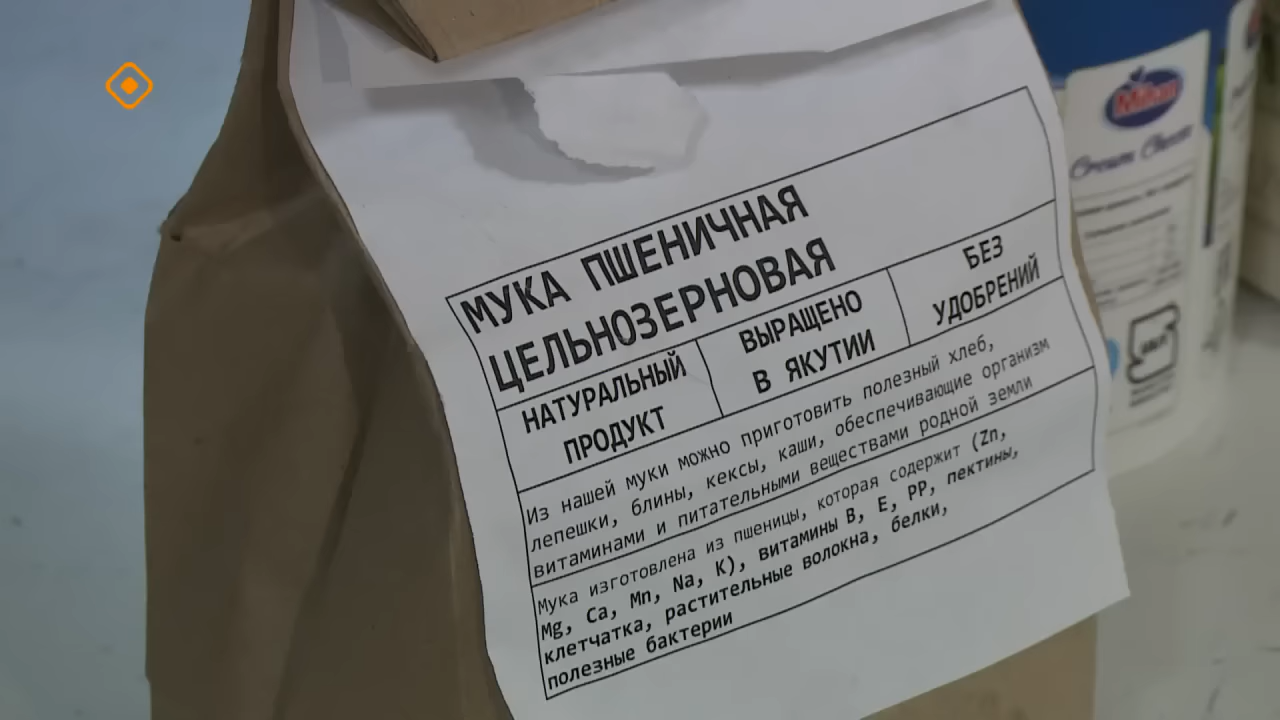 МУКА ПШЕНИЧНАЯ
ЦЕЛЬНОЗЕРНОВАЯ
НАТУРАЛЬНЫЙ
ПРОДУКТ
ВЫРАЩЕНО
В ЯКУТИИ
БЕЗ
УДОБРЕНИЙ
Из нашей муки можно приготовить полезный хлеб,
лепешки, блины, кексы, каши, обеспечивающие организм
витаминами и питательными веществами родной земли
Мука изготовлена из пшеницы, которая содержит (Zn,
Mg, Ca, Mn, Na, K), витамины B, E, PP, пектины,
клетчатка, растительные волокна, белки,
полезные бактерии
Cream Cheese